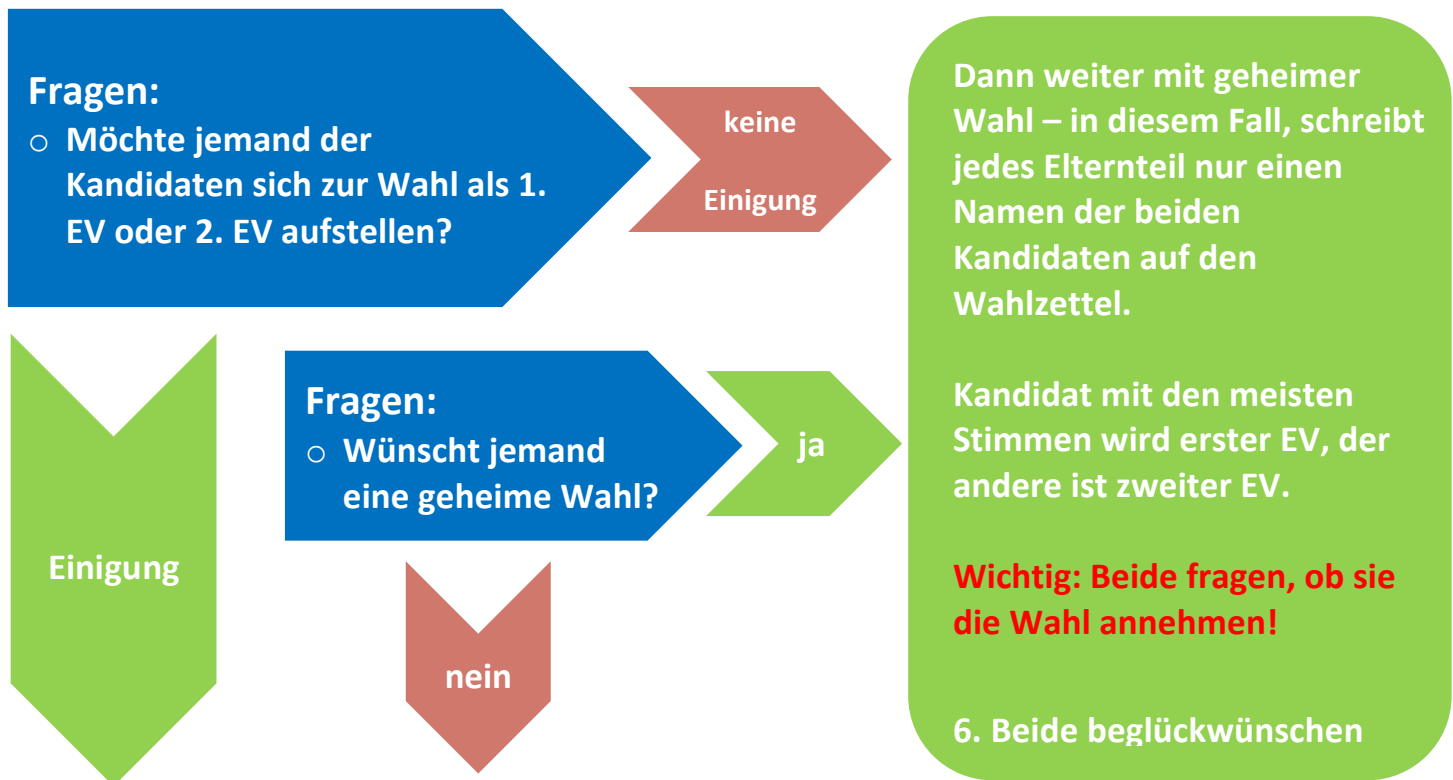 Fragen:
○ Möchte jemand der
Kandidaten sich zur Wahl als 1.
EV oder 2. EV aufstellen?
keine
Einigung
Dann weiter mit geheimer
Wahl – in diesem Fall, schreibt
jedes Elternteil nur einen
Namen der beiden
Kandidaten auf den
Wahlzettel.
Kandidat mit den meisten
Stimmen wird erster EV, der
andere ist zweiter EV.
Wichtig: Beide fragen, ob sie
die Wahl annehmen!
6. Beide beglückwünschen
Fragen:
○ Wünscht jemand
eine geheime Wahl?
ja
Einigung
nein